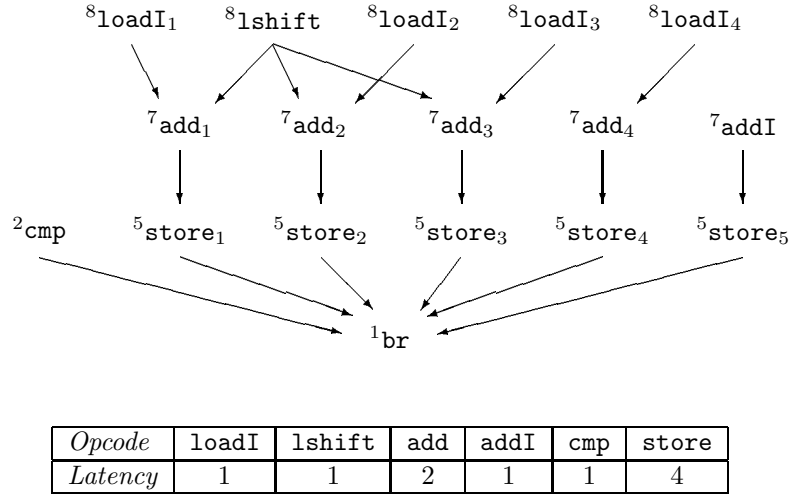 ⁸loadI₁ ⁸lshift ⁸loadI₂ ⁸loadI₃ ⁸loadI₄
⁷add₁ ⁷add₂ ⁷add₃ ⁷add₄ ⁷addI
²cmp ⁵store₁ ⁵store₂ ⁵store₃ ⁵store₄ ⁵store₅
¹br
Opcode loadI lshift add addI cmp store
Latency 1 1 2 1 1 4